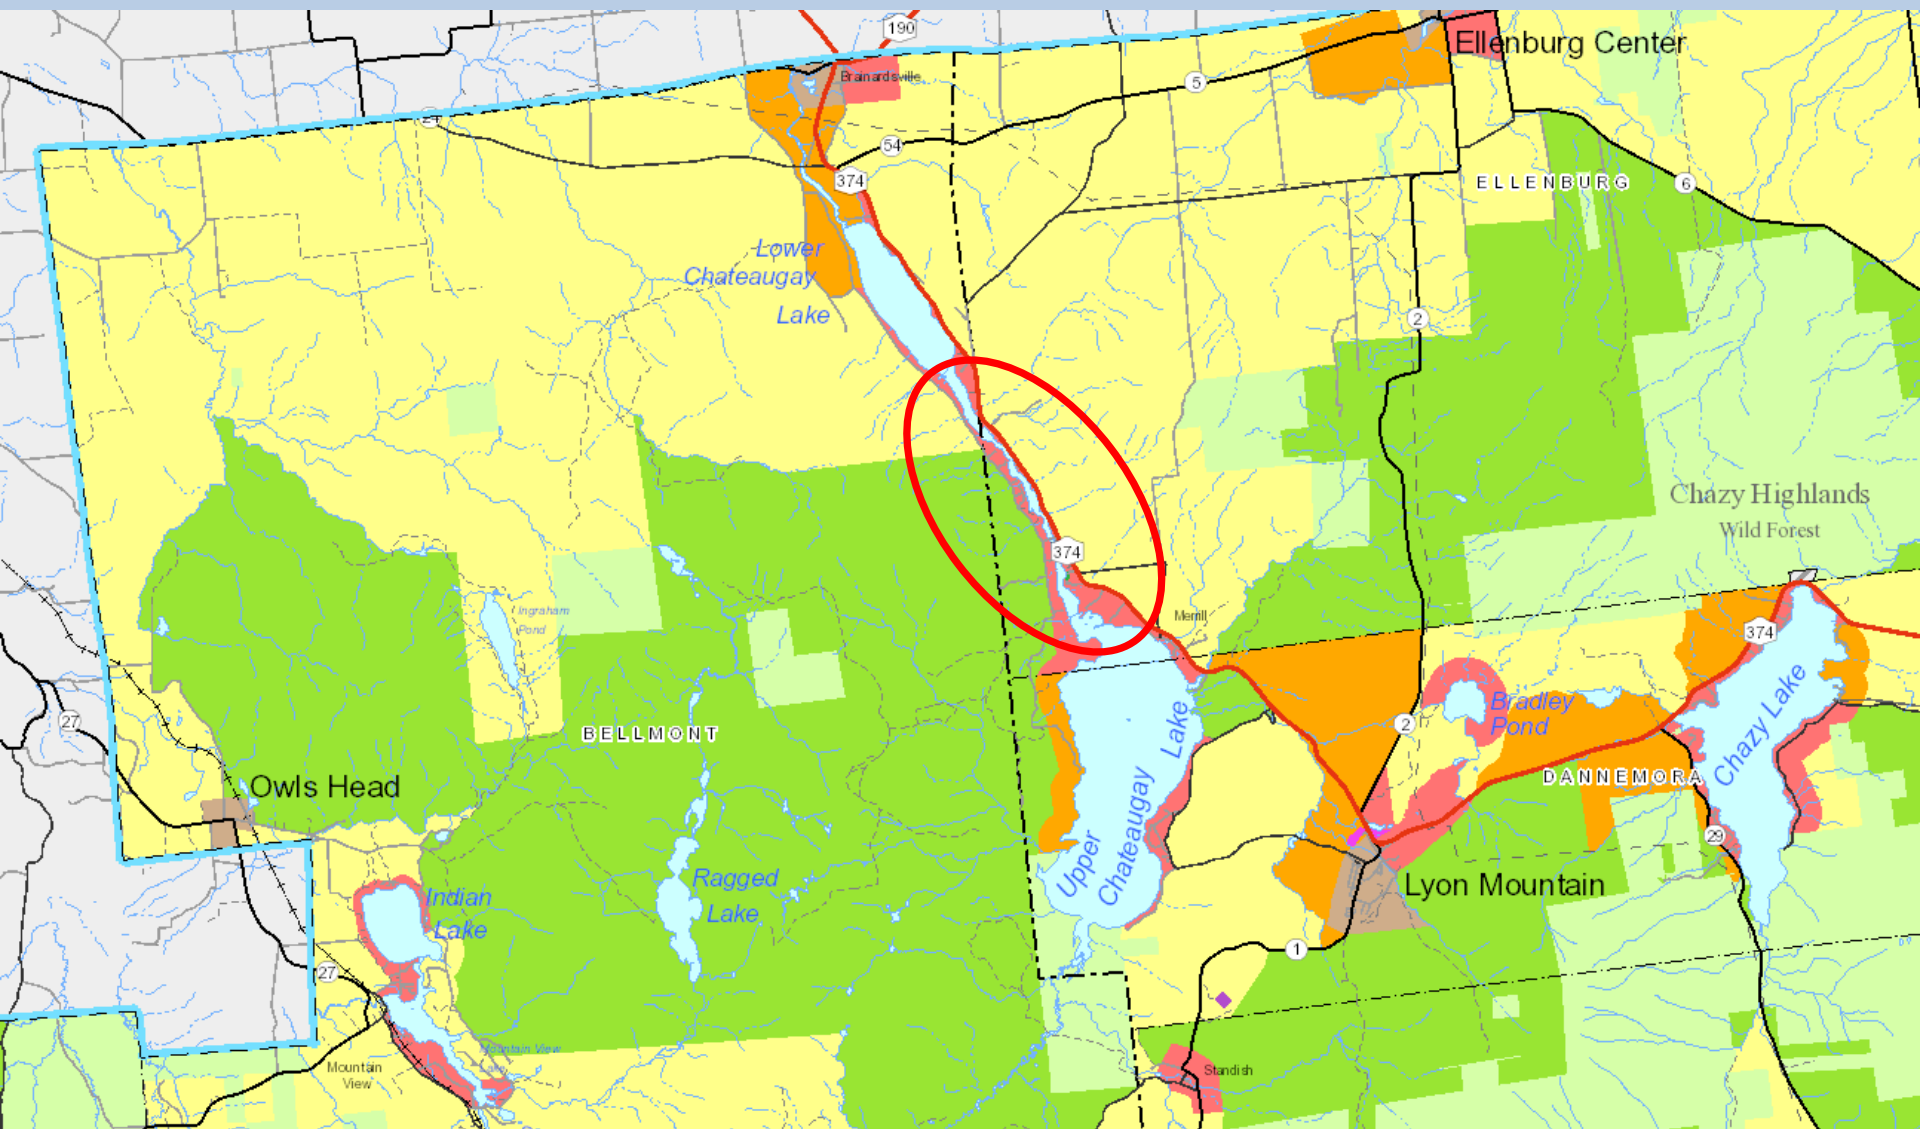 190
Ellenburg Center
Brainardsville
5
24
54
374
ELLENBURG
6
Lower
Chateaugay
Lake
2
Chazy Highlands
Wild Forest
374
Ingraham
Pond
Merrill
374
27
BELLMONT
2
Bradley
Pond
Chazy Lake
DANNEMORA
Owls Head
Upper
Chateaugay
Lake
29
Ragged
Lake
Lyon Mountain
Indian
Lake
1
27
Mountain View
Lake
Mountain
View
Standish